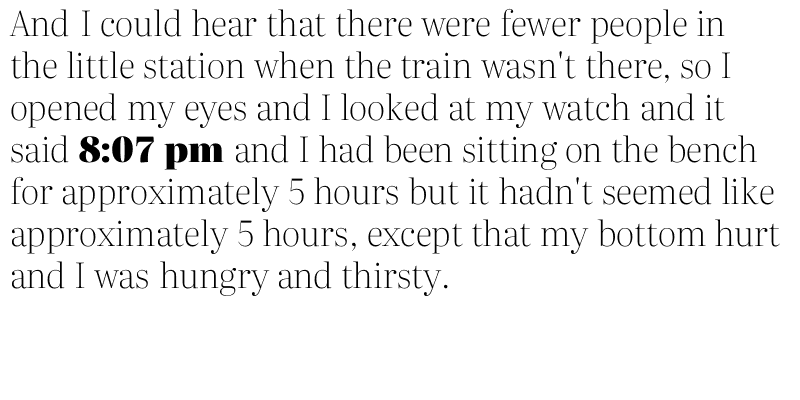 And I could hear that there were fewer people in
the little station when the train wasn't there, so I
opened my eyes and I looked at my watch and it
said 8:07 pm and I had been sitting on the bench
for approximately 5 hours but it hadn't seemed like
approximately 5 hours, except that my bottom hurt
and I was hungry and thirsty.